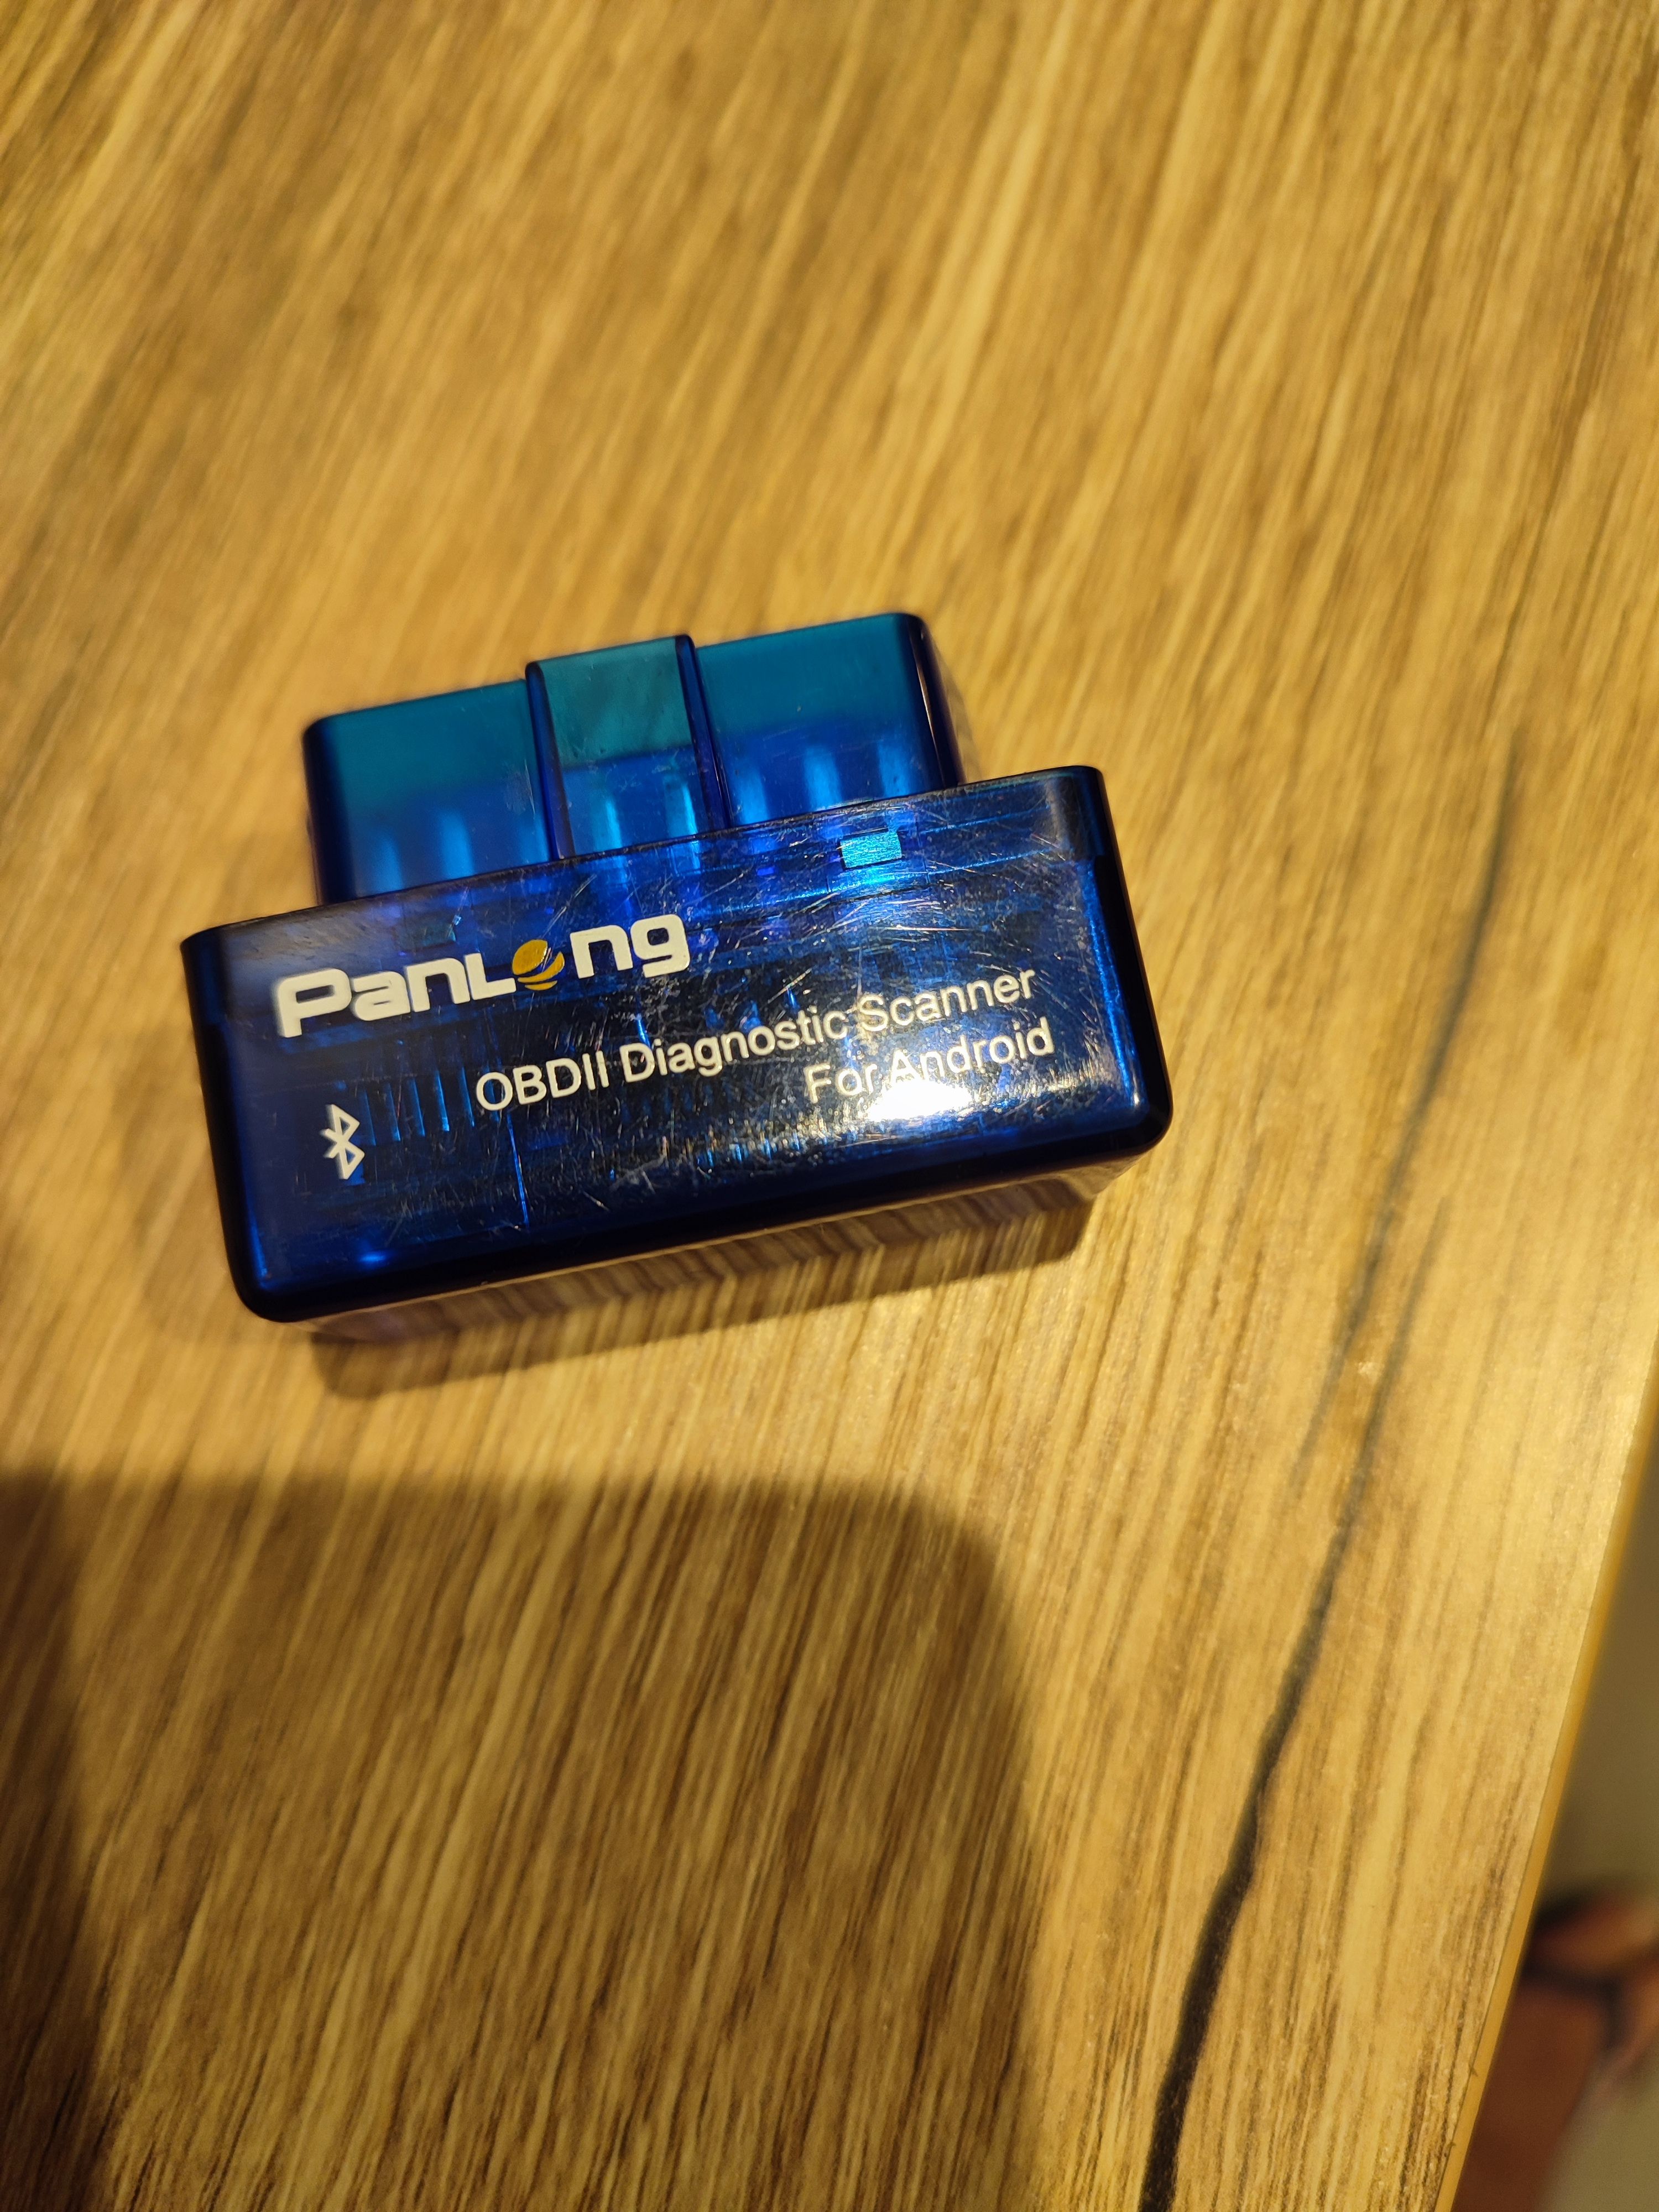 PanLong
OBDII Diagnostic Scanner
For Android